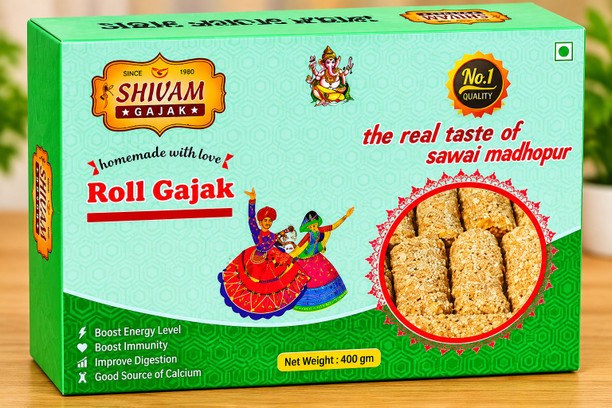 SHIVAM
SINCE 1980
SHIVAM
★ GAJAK ★
No.1
QUALITY
the real taste of
sawai madhopur
homemade with love
Roll Gajak
SHIVAM
Boost Energy Level
Boost Immunity
Improve Digestion
Good Source of Calcium
Net Weight : 400 gm